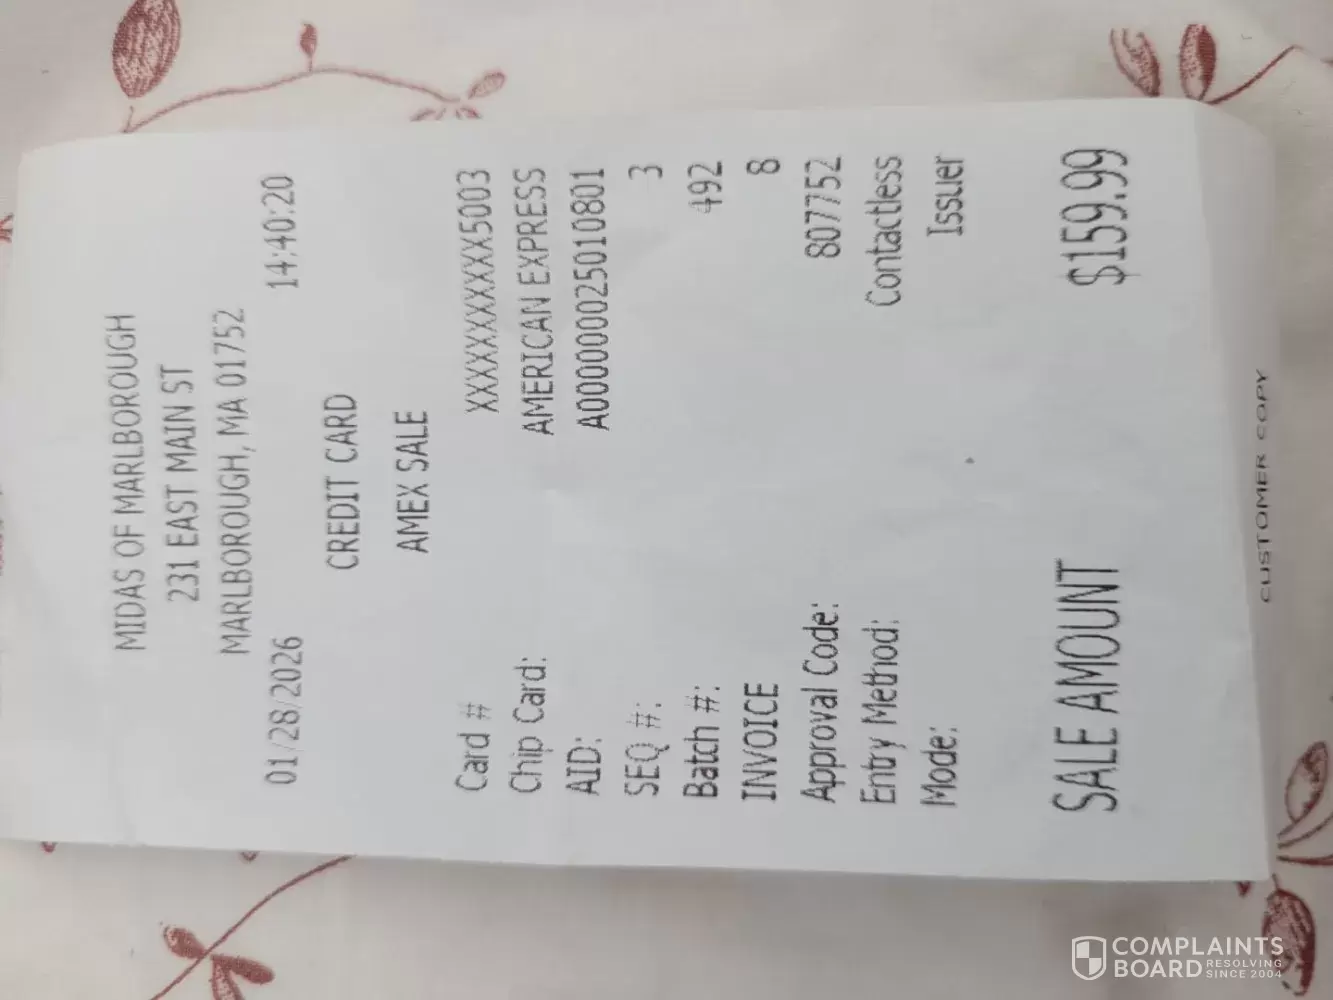 MIDAS OF MARLBOROUGH
231 EAST MAIN ST
MARLBOROUGH, MA 01752
01/28/2026 14:40:20
CREDIT CARD
AMEX SALE
Card # XXXXXXXXXXX5003
Chip Card: AMERICAN EXPRESS
AID: A000000025010801
SEQ #: 3
Batch #: 492
INVOICE 8
Approval Code: 807752
Entry Method: Contactless
Mode: Issuer
SALE AMOUNT $159.99
CUSTOMER COPY
COMPLAINTS
BOARD RESOLVING
SINCE 2004